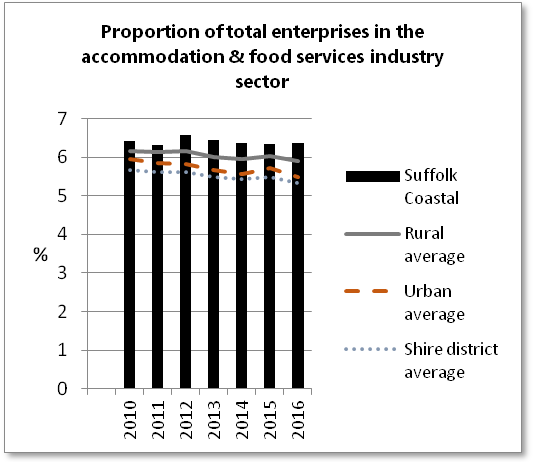 Proportion of total enterprises in the
accommodation & food services industry
sector
7
6
5
4
3
2
1
0
%
2010
2011
2012
2013
2014
2015
2016
Suffolk
Coastal
Rural
average
Urban
average
Shire district
average